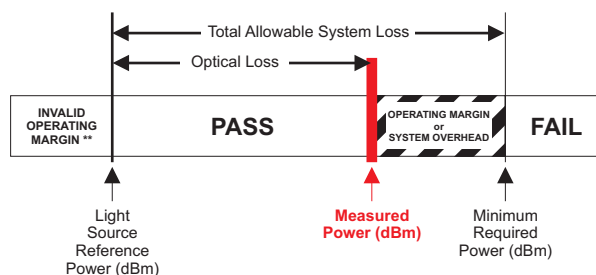 Total Allowable System Loss
Optical Loss
INVALID
OPERATING
MARGIN **
PASS
OPERATING MARGIN
or
SYSTEM OVERHEAD
FAIL
Light
Source
Reference
Power (dBm)
Measured
Power (dBm)
Minimum
Required
Power (dBm)